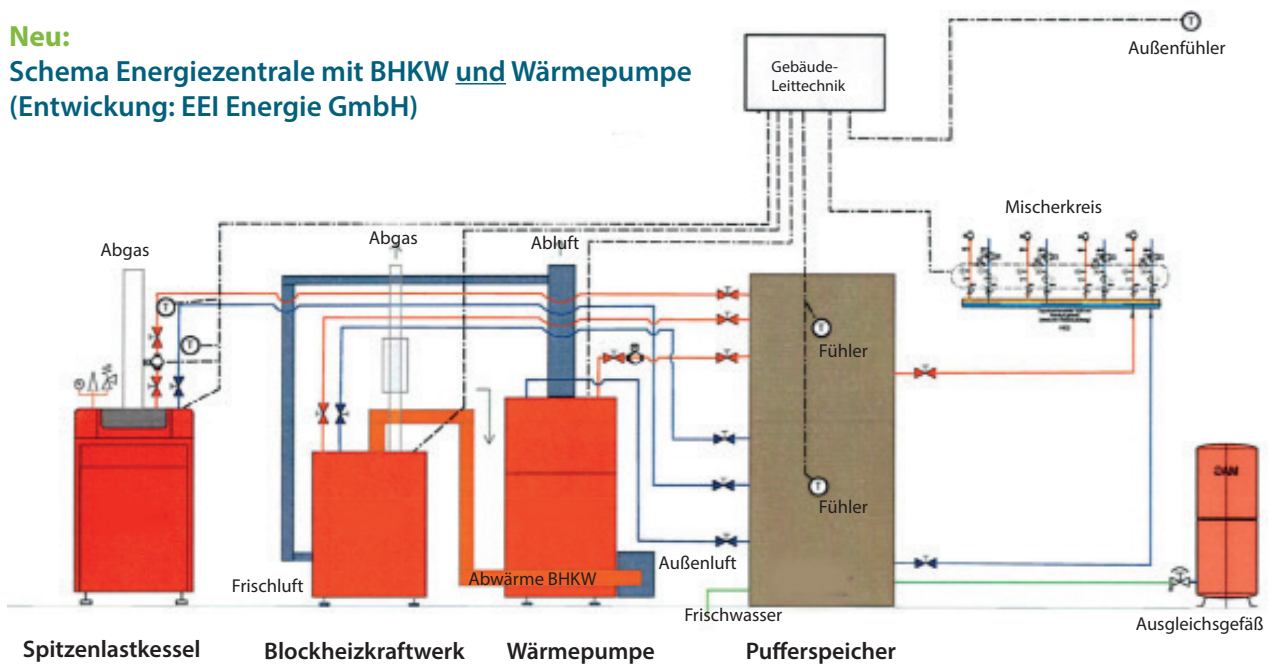 Neu:
Schema Energiezentrale mit BHKW und Wärmepumpe
(Entwickung: EEI Energie GmbH)
Gebäude-
Leittechnik
T
Außenfühler
Mischerkreis
Abgas
Abgas
Abluft
T
T
T
Fühler
T
Fühler
MAG
Frischluft
Abwärme BHKW
Außenluft
Frischwasser
Ausgleichsgefäß
Spitzenlastkessel
Blockheizkraftwerk
Wärmepumpe
Pufferspeicher